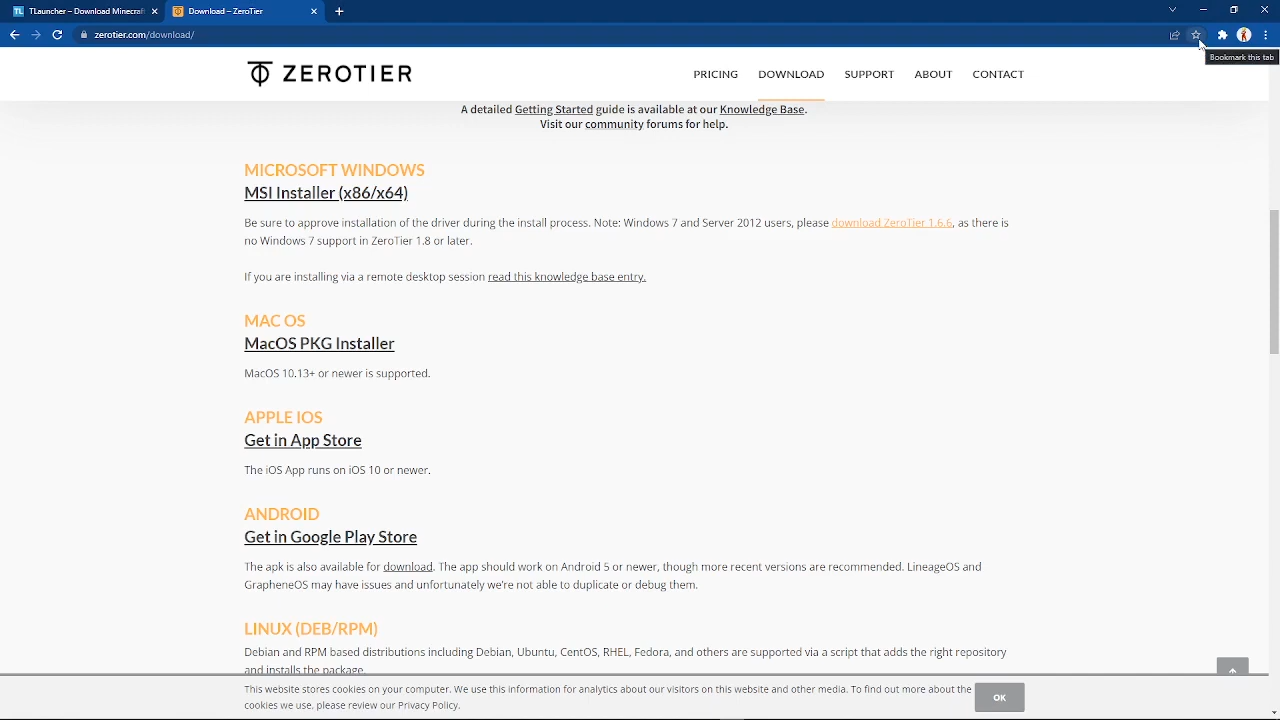 TLauncher – Download Minecraft
Download – ZeroTier
zerotier.com/download/
Bookmark this tab
ZEROTIER
PRICING
DOWNLOAD
SUPPORT
ABOUT
CONTACT
A detailed Getting Started guide is available at our Knowledge Base.
Visit our community forums for help.
MICROSOFT WINDOWS
MSI Installer (x86/x64)
Be sure to approve installation of the driver during the install process. Note: Windows 7 and Server 2012 users, please download ZeroTier 1.6.6, as there is
no Windows 7 support in ZeroTier 1.8 or later.
If you are installing via a remote desktop session read this knowledge base entry.
MAC OS
MacOS PKG Installer
MacOS 10.13+ or newer is supported.
APPLE IOS
Get in App Store
The iOS App runs on iOS 10 or newer.
ANDROID
Get in Google Play Store
The apk is also available for download. The app should work on Android 5 or newer, though more recent versions are recommended. LineageOS and
GrapheneOS may have issues and unfortunately we're not able to duplicate or debug them.
LINUX (DEB/RPM)
Debian and RPM based distributions including Debian, Ubuntu, CentOS, RHEL, Fedora, and others are supported via a script that adds the right repository
and installs the package.
This website stores cookies on your computer. We use this information for analytics about our visitors on this website and other media. To find out more about the
cookies we use, please review our Privacy Policy.
OK